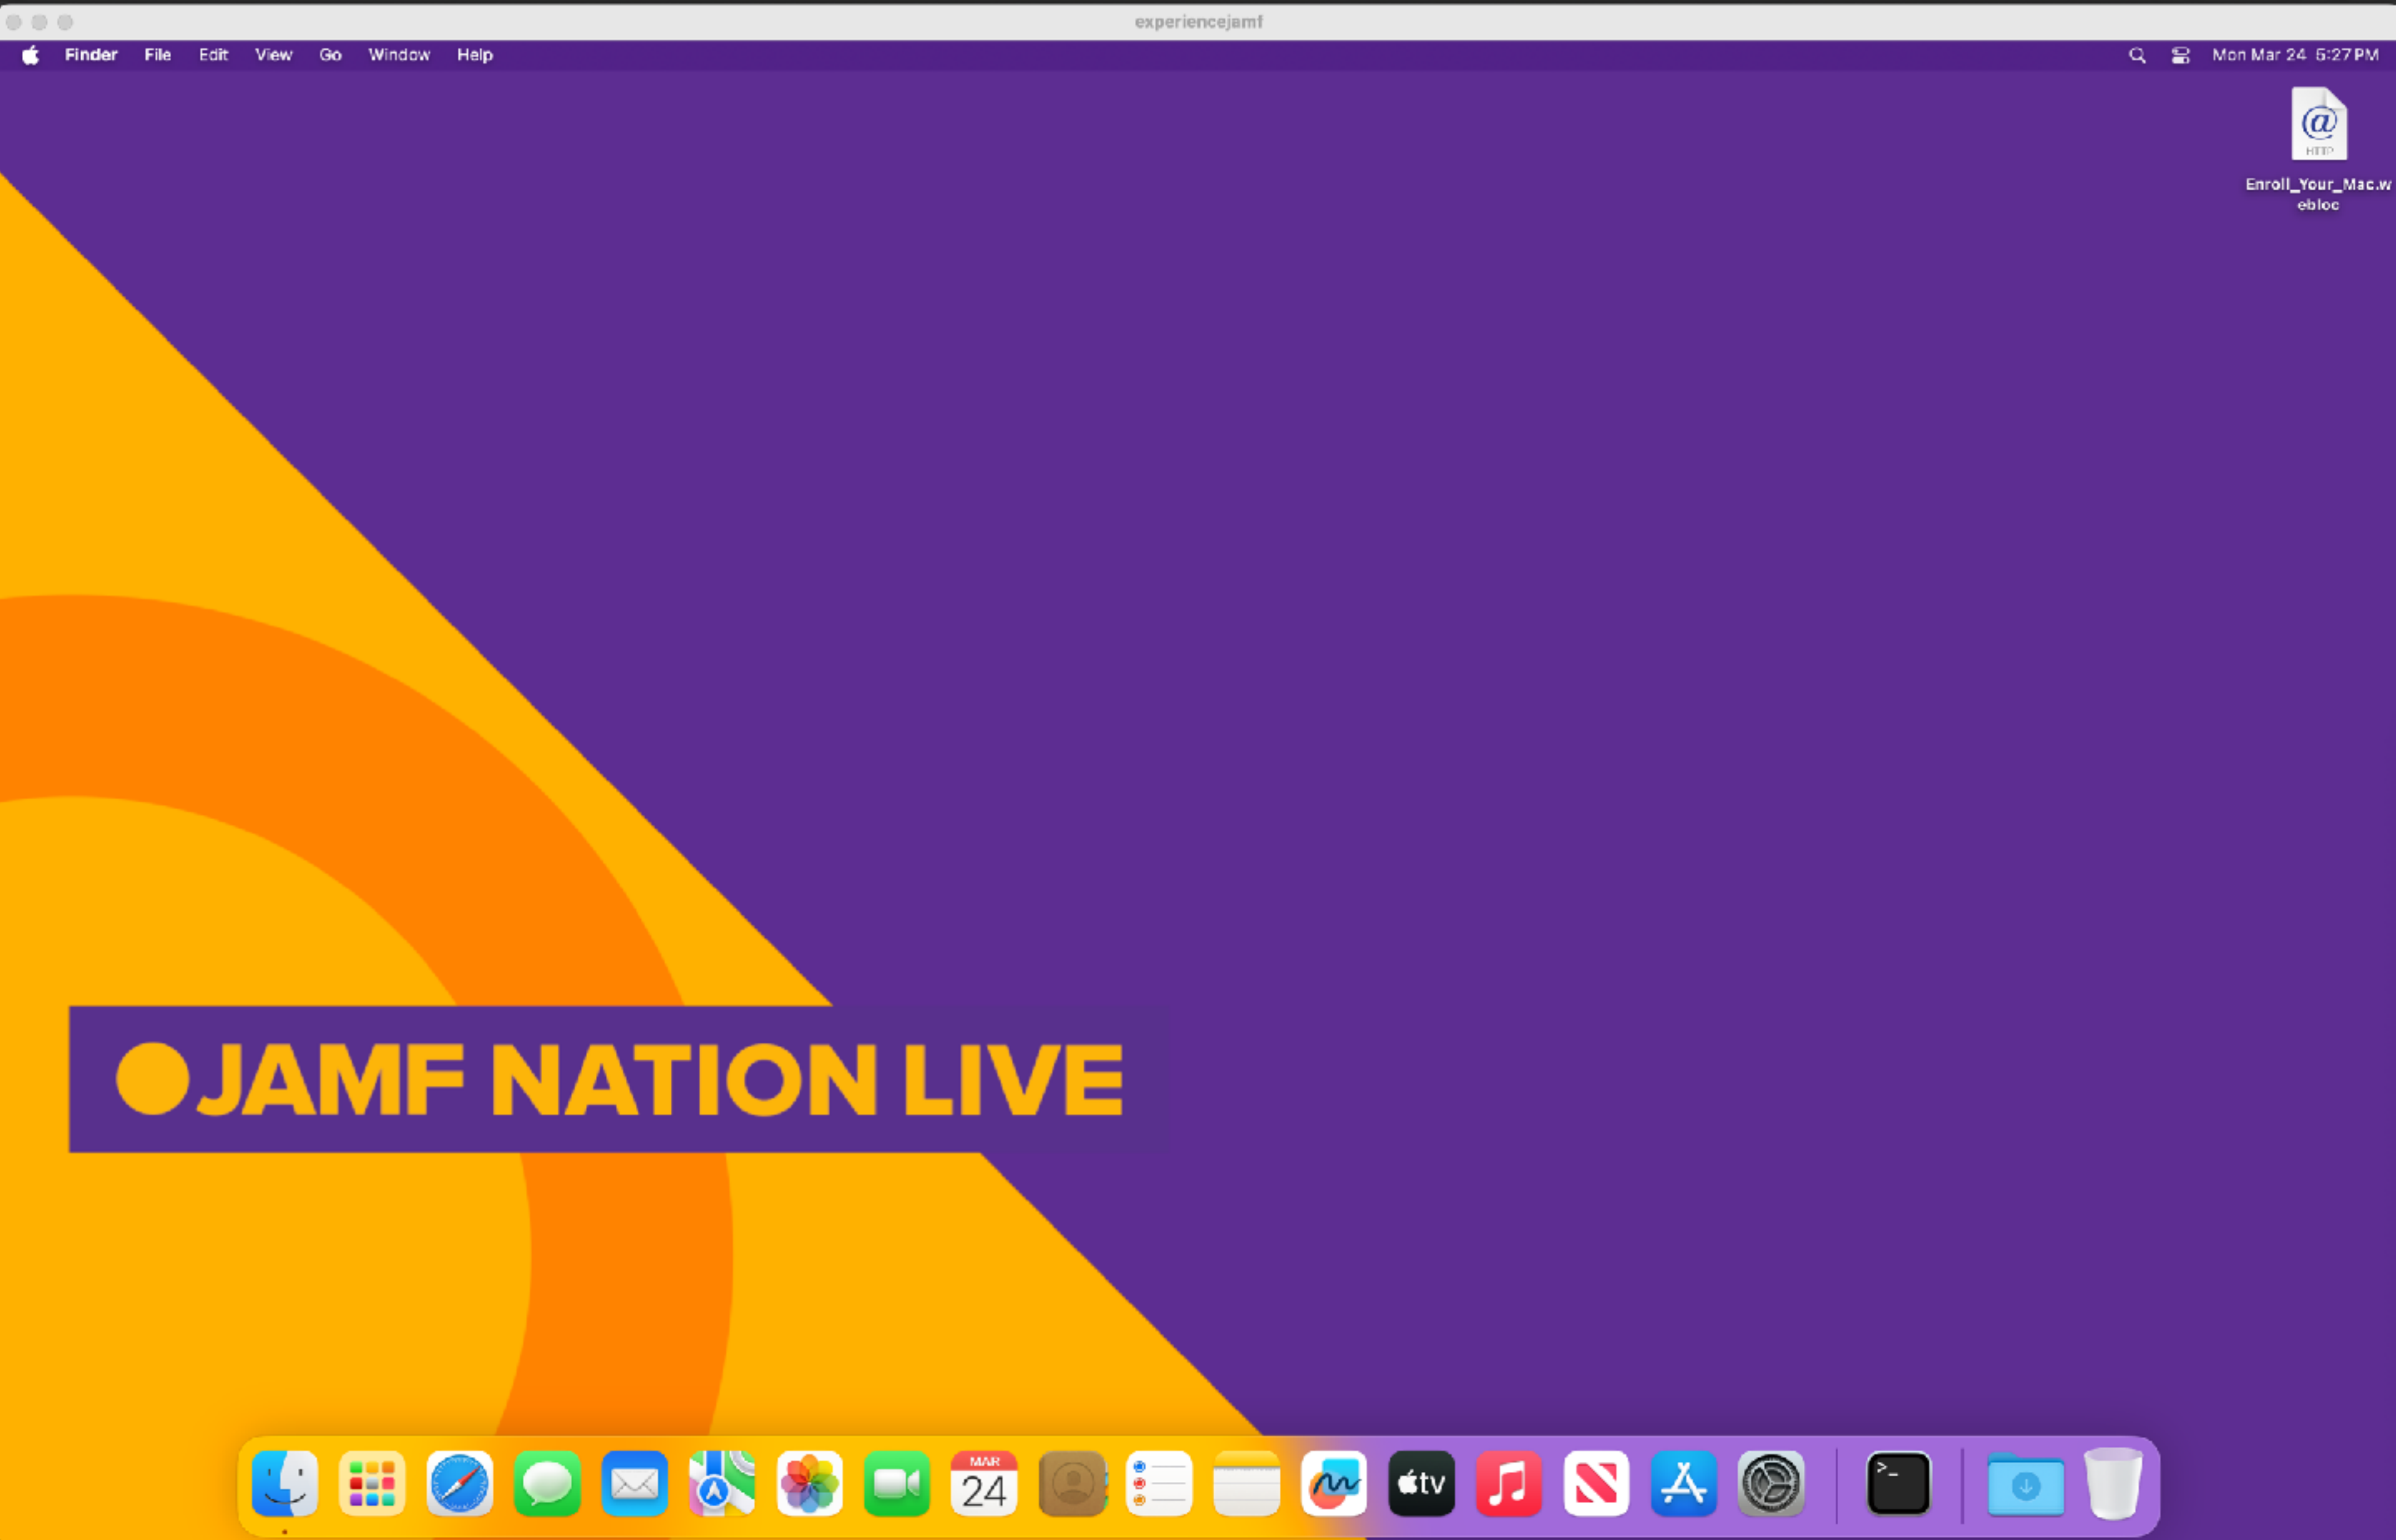 experiencejamf
Finder File Edit View Go Window Help Mon Mar 24 5:27 PM
@
HTTP
Enroll_Your_Mac.w
ebloc
JAMF NATION LIVE
MAR
24
tv
>_